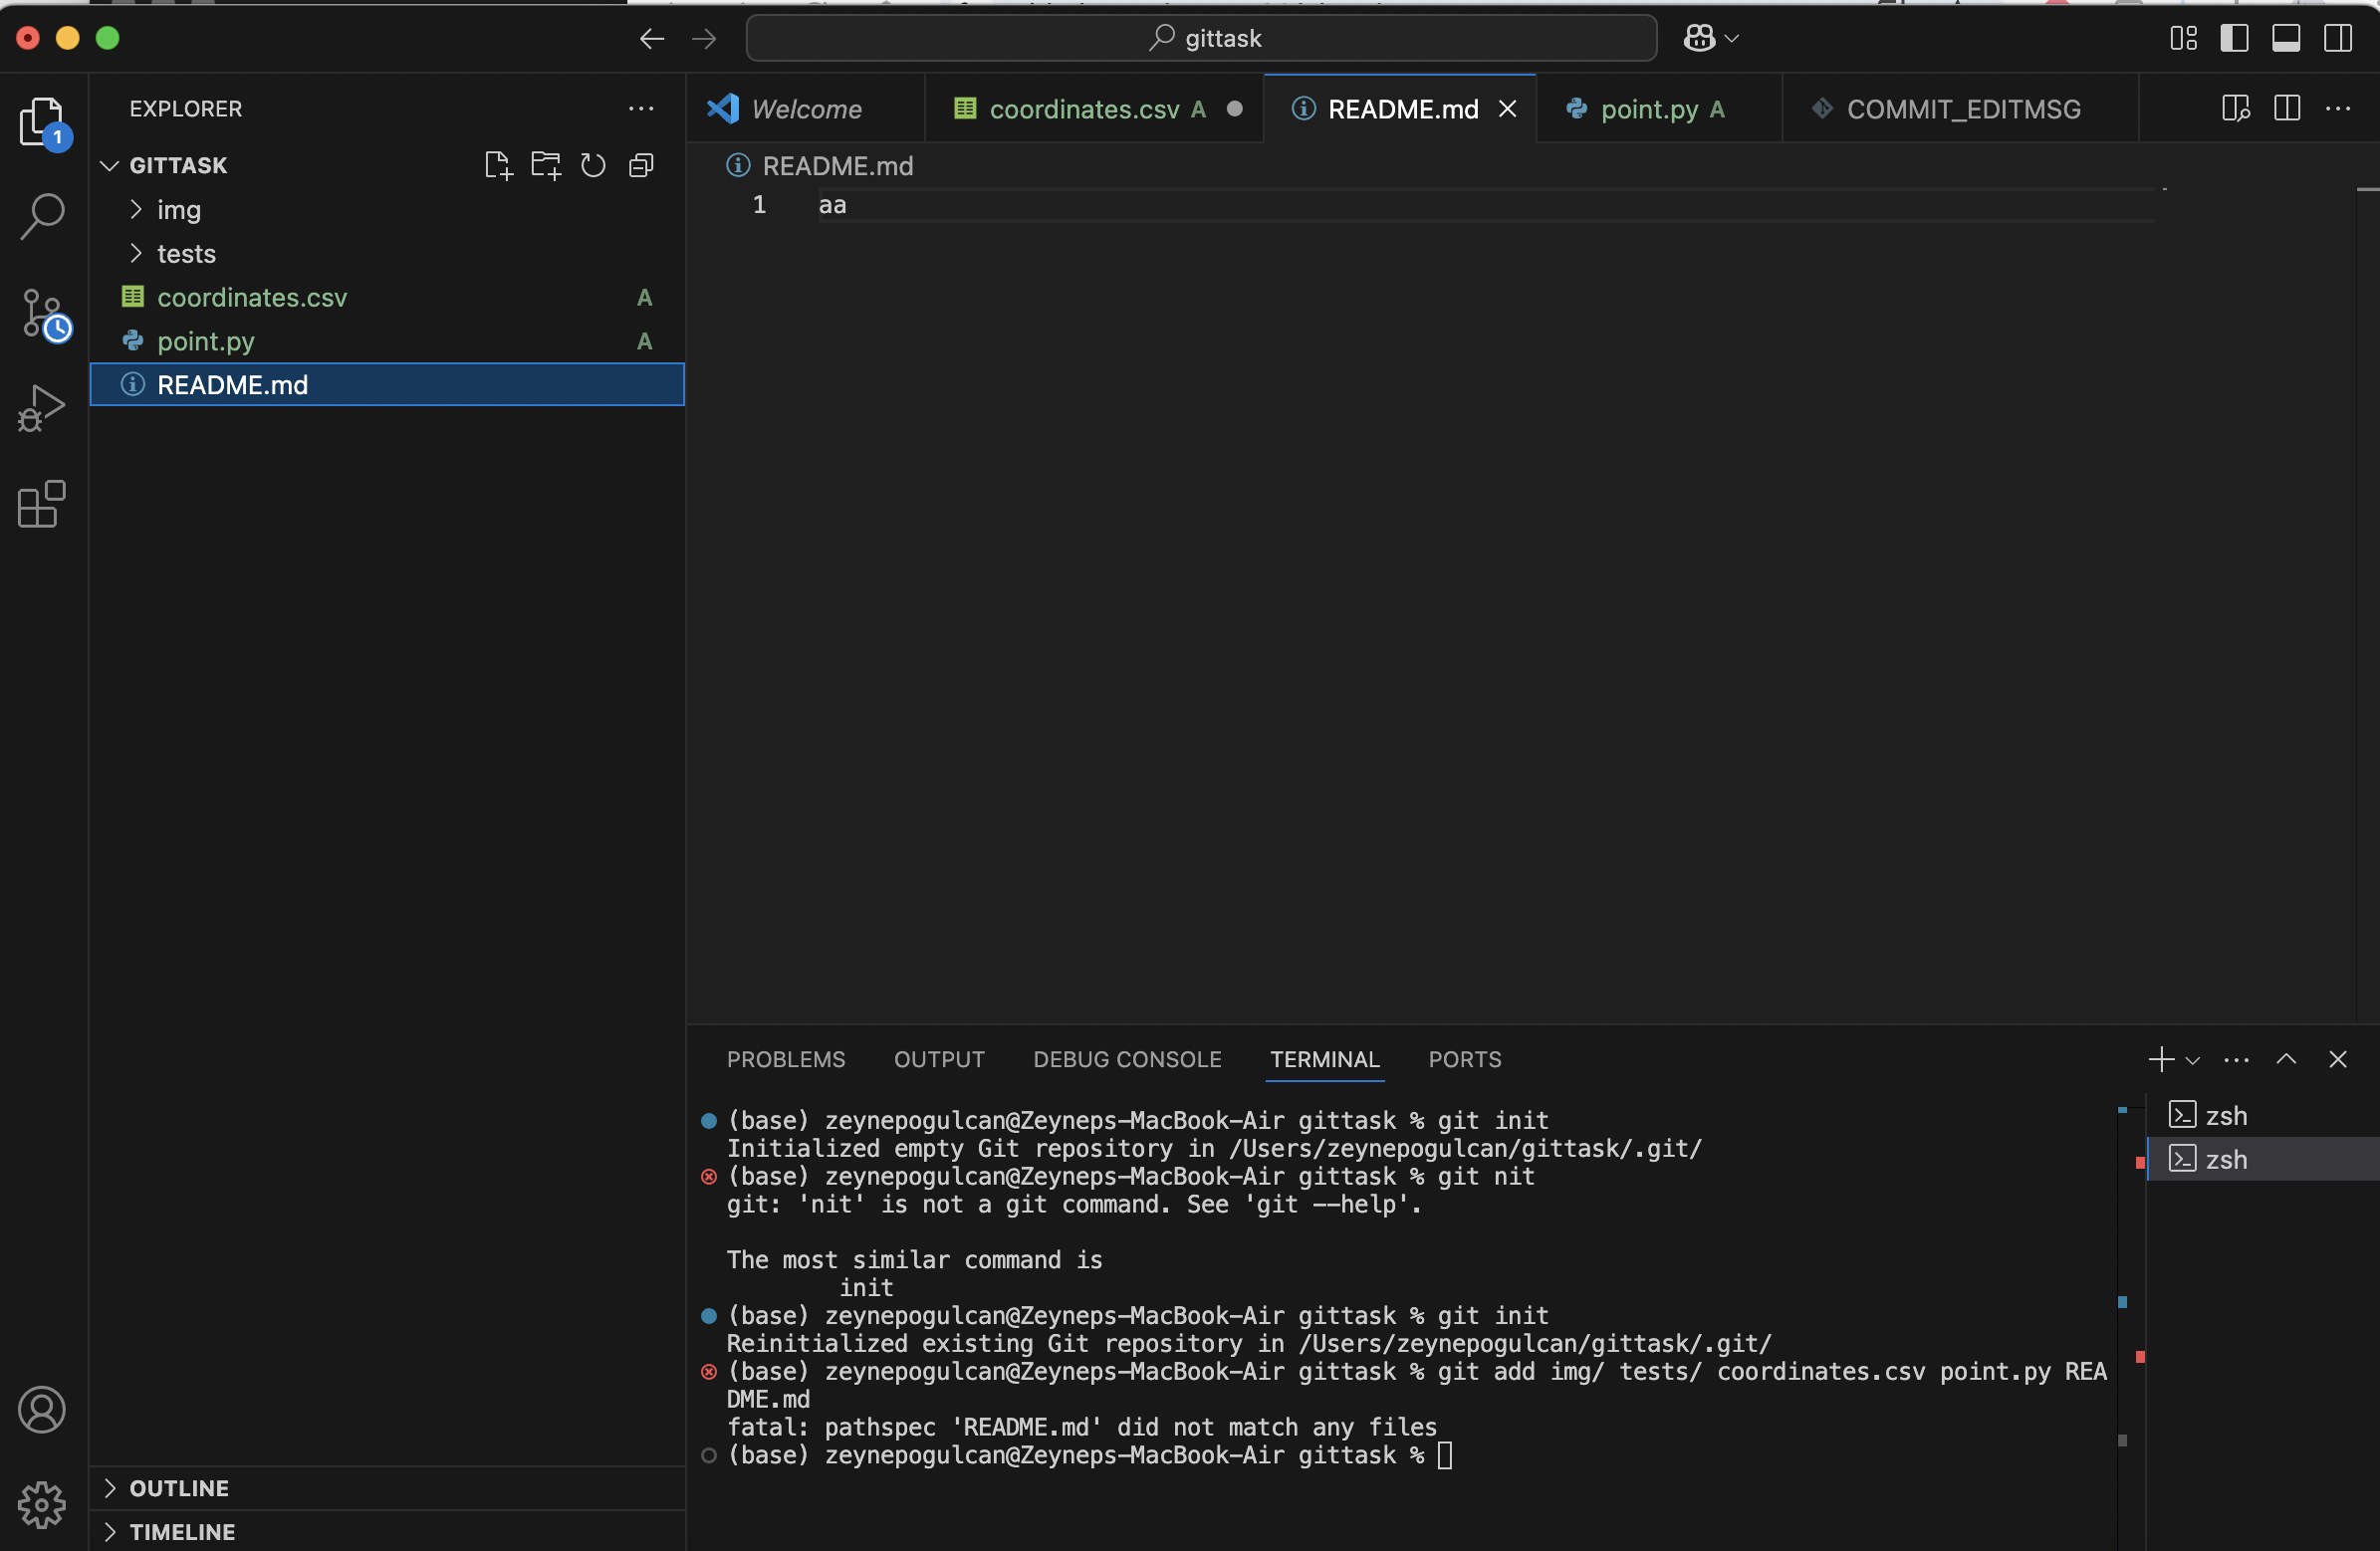 gittask
EXPLORER
1
GITTASK
img
tests
coordinates.csv A
point.py A
README.md
OUTLINE
TIMELINE
Welcome
coordinates.csv A
README.md
point.py A
COMMIT_EDITMSG
README.md
1 aa
PROBLEMS OUTPUT DEBUG CONSOLE TERMINAL PORTS
(base) zeynepogulcan@Zeyneps-MacBook-Air gittask % git init
Initialized empty Git repository in /Users/zeynepogulcan/gittask/.git/
(base) zeynepogulcan@Zeyneps-MacBook-Air gittask % git nit
git: 'nit' is not a git command. See 'git --help'.
The most similar command is
init
(base) zeynepogulcan@Zeyneps-MacBook-Air gittask % git init
Reinitialized existing Git repository in /Users/zeynepogulcan/gittask/.git/
(base) zeynepogulcan@Zeyneps-MacBook-Air gittask % git add img/ tests/ coordinates.csv point.py REA
DME.md
fatal: pathspec 'README.md' did not match any files
(base) zeynepogulcan@Zeyneps-MacBook-Air gittask %
zsh
zsh